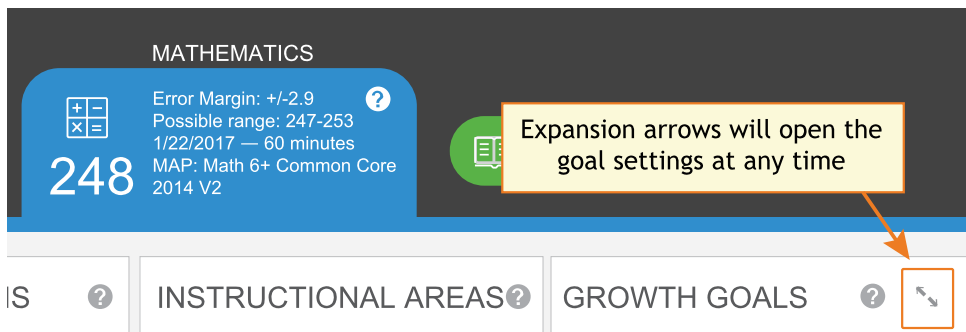 MATHEMATICS
Error Margin: +/-2.9
Possible range: 247-253
1/22/2017 — 60 minutes
MAP: Math 6+ Common Core
2014 V2
248
Expansion arrows will open the
goal settings at any time
INSTRUCTIONAL AREAS
GROWTH GOALS